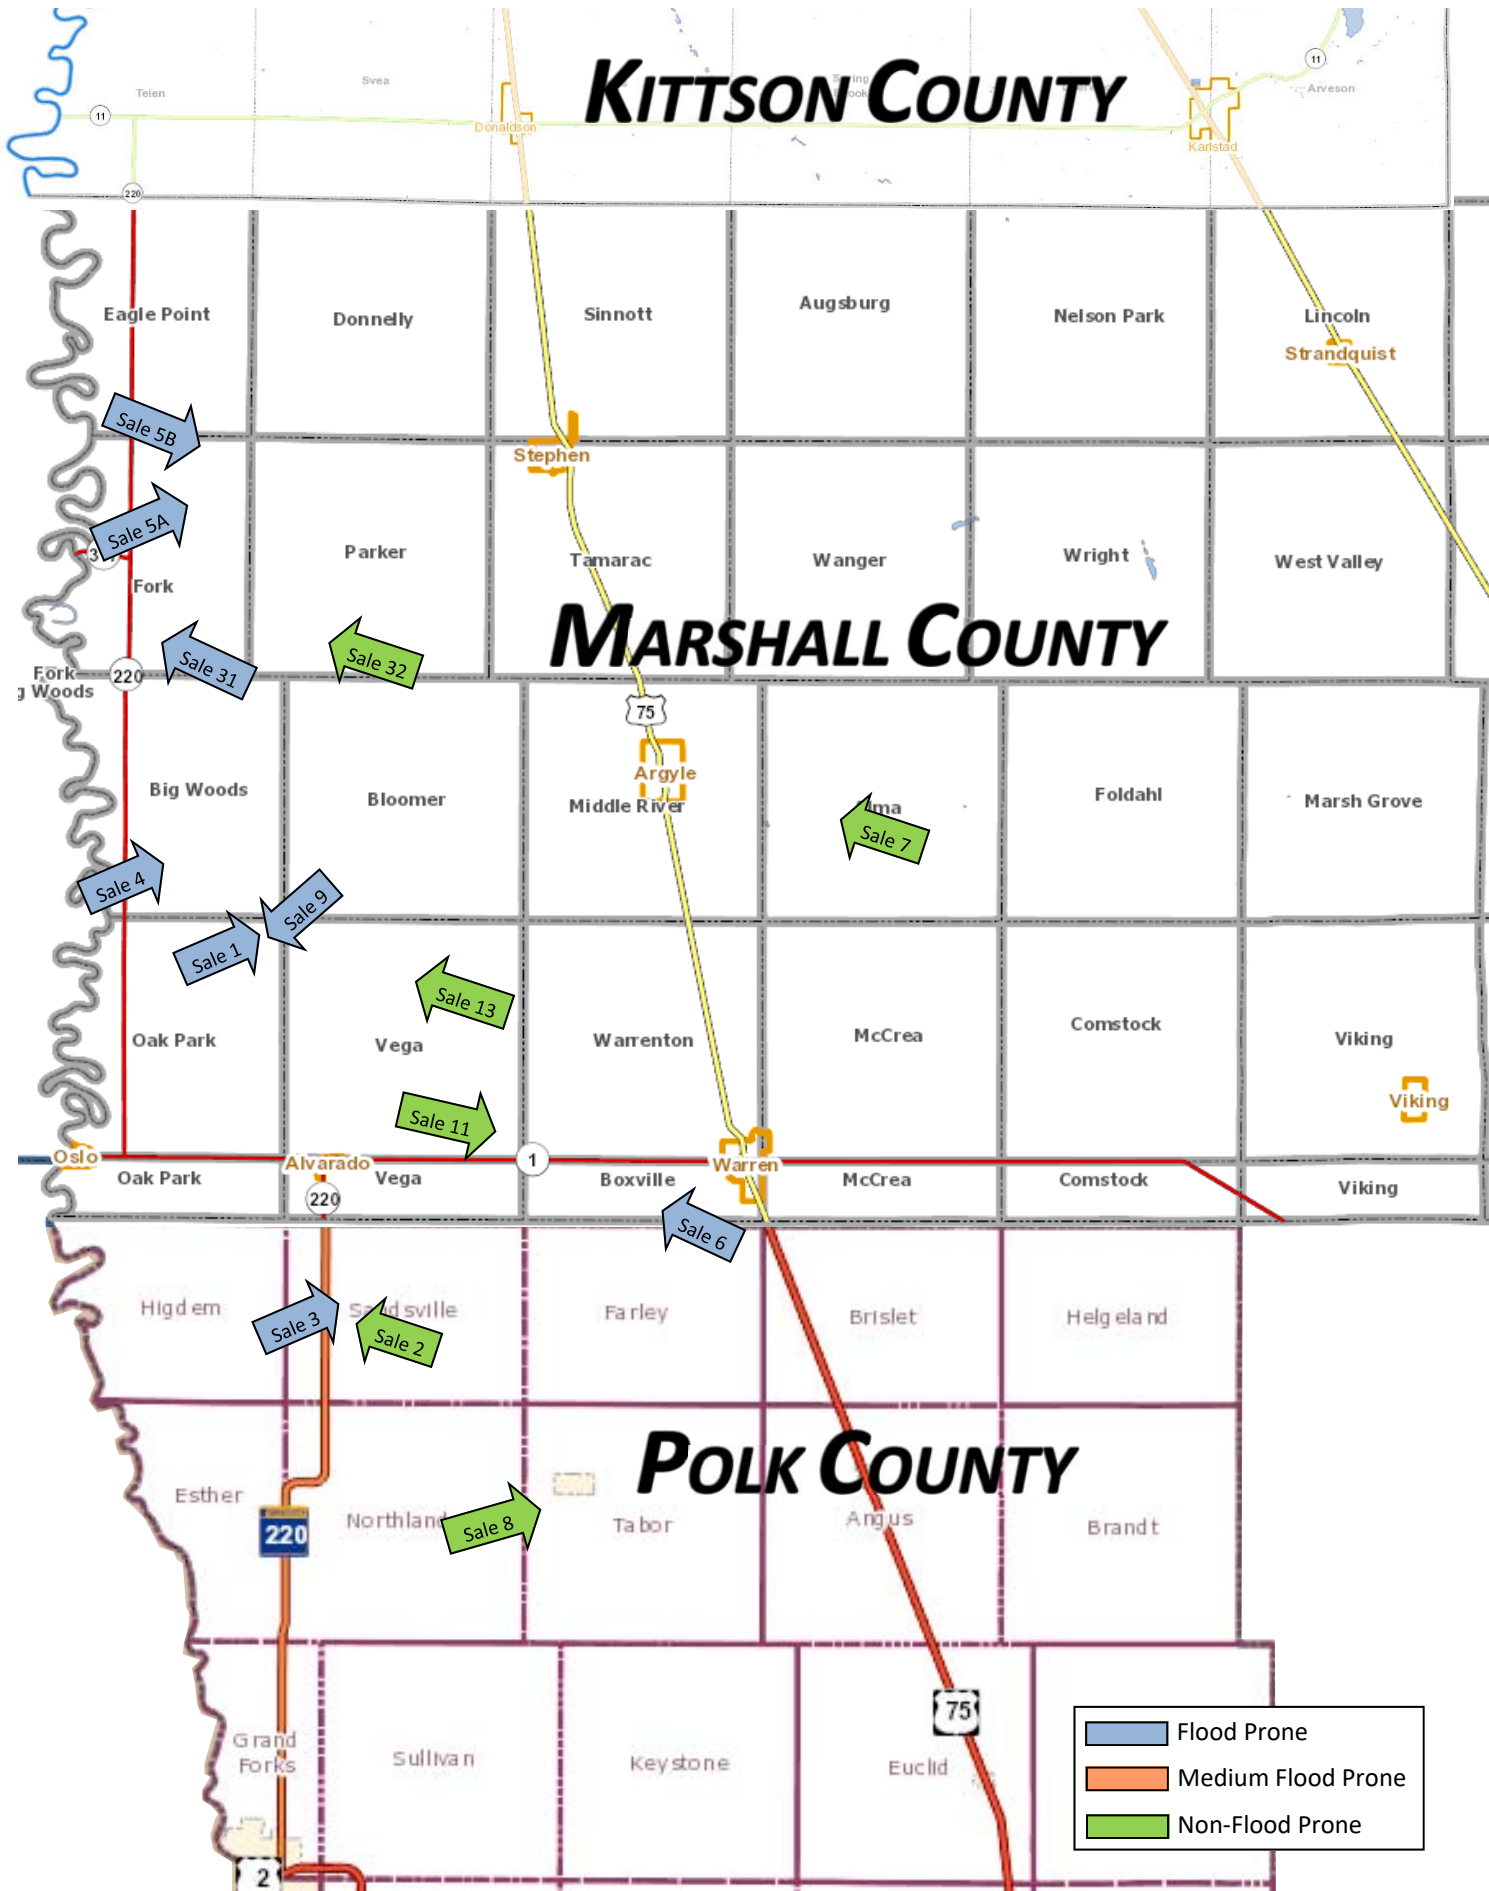 KITTSON COUNTY
11
Svea
Teien
Arveson
11
Donaldson
Karlstad
220
Eagle Point
Donnelly
Sinnott
Augsburg
Nelson Park
Lincoln
Strandquist
Sale 5B
Stephen
Sale 5A
Parker
Tamarac
Wanger
Wright
West Valley
Fork
MARSHALL COUNTY
Sale 31
Sale 32
Fork
220
g Woods
75
Argyle
Big Woods
Bloomer
Middle River
Foldahl
Marsh Grove
Sale 7
Sale 4
Sale 9
Sale 1
Sale 13
Oak Park
Vega
Warrenton
McCrea
Comstock
Viking
Viking
Sale 11
Oslo
Alvarado
1
Warren
Oak Park
Vega
Boxville
McCrea
Comstock
Viking
220
Sale 6
Higdem
Sandsville
Farley
Brislet
Helgeland
Sale 3
Sale 2
POLK COUNTY
Esther
Northland
Sale 8
Tabor
Angus
Brandt
220
75
Grand
Forks
Sullivan
Keystone
Euclid
2
Flood Prone
Medium Flood Prone
Non-Flood Prone